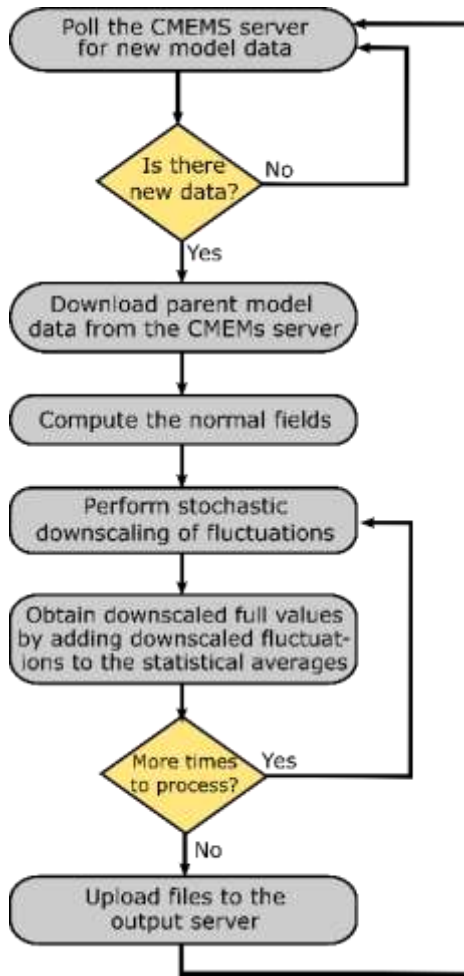 Poll the CMEMS server
for new model data
Is there
new data?
No
Yes
Download parent model
data from the CMEMs server
Compute the normal fields
Perform stochastic
downscaling of fluctuations
Obtain downscaled full values
by adding downscaled fluctuat-
ions to the statistical averages
More times
to process?
Yes
No
Upload files to the
output server